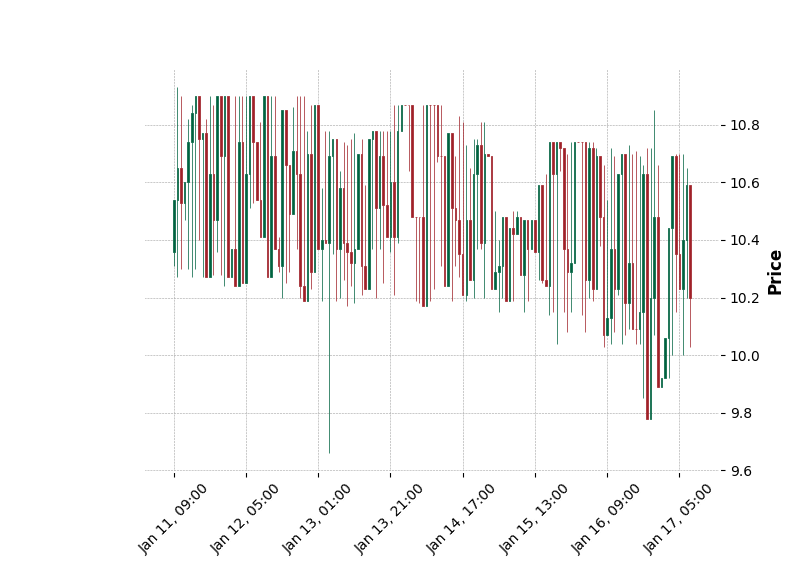 10.8
10.6
10.4
10.2
10.0
9.8
9.6
Price
Jan 11, 09:00
Jan 12, 05:00
Jan 13, 01:00
Jan 13, 21:00
Jan 14, 17:00
Jan 15, 13:00
Jan 16, 09:00
Jan 17, 05:00